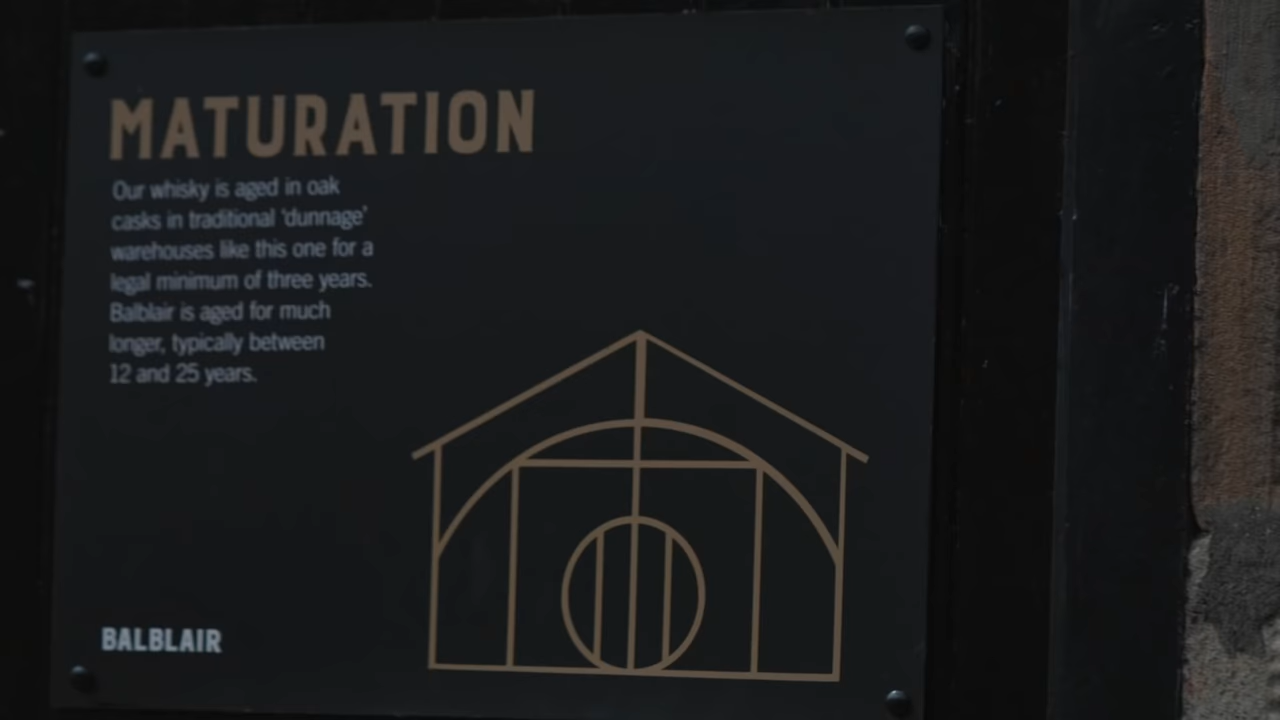 MATURATION
Our whisky is aged in oak
casks in traditional ‘dunnage’
warehouses like this one for a
legal minimum of three years.
Balblair is aged for much
longer, typically between
12 and 25 years.
BALBLAIR